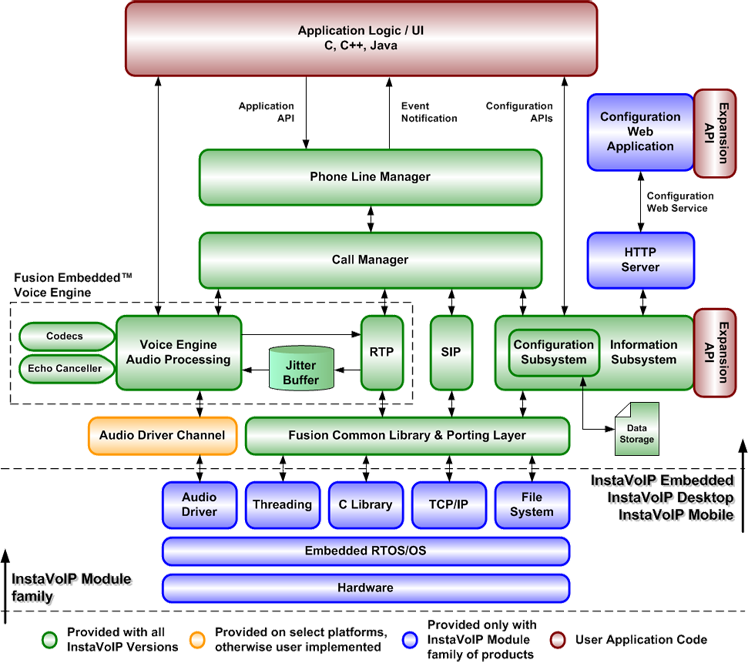 Application Logic / UI
C, C++, Java
Application
API
Event
Notification
Configuration
APIs
Configuration
Web
Application
Expansion
API
Phone Line Manager
Configuration
Web Service
Call Manager
HTTP
Server
Fusion Embedded™
Voice Engine
Codecs
Echo Canceller
Voice Engine
Audio Processing
Jitter
Buffer
RTP
SIP
Configuration
Subsystem
Information
Subsystem
Expansion
API
Audio Driver Channel
Fusion Common Library & Porting Layer
Data
Storage
InstaVoIP Embedded
InstaVoIP Desktop
InstaVoIP Mobile
Audio
Driver
Threading
C Library
TCP/IP
File
System
Embedded RTOS/OS
Hardware
InstaVoIP Module
family
Provided with all
InstaVoIP Versions
Provided on select platforms,
otherwise user implemented
Provided only with
InstaVoIP Module
family of products
User Application Code